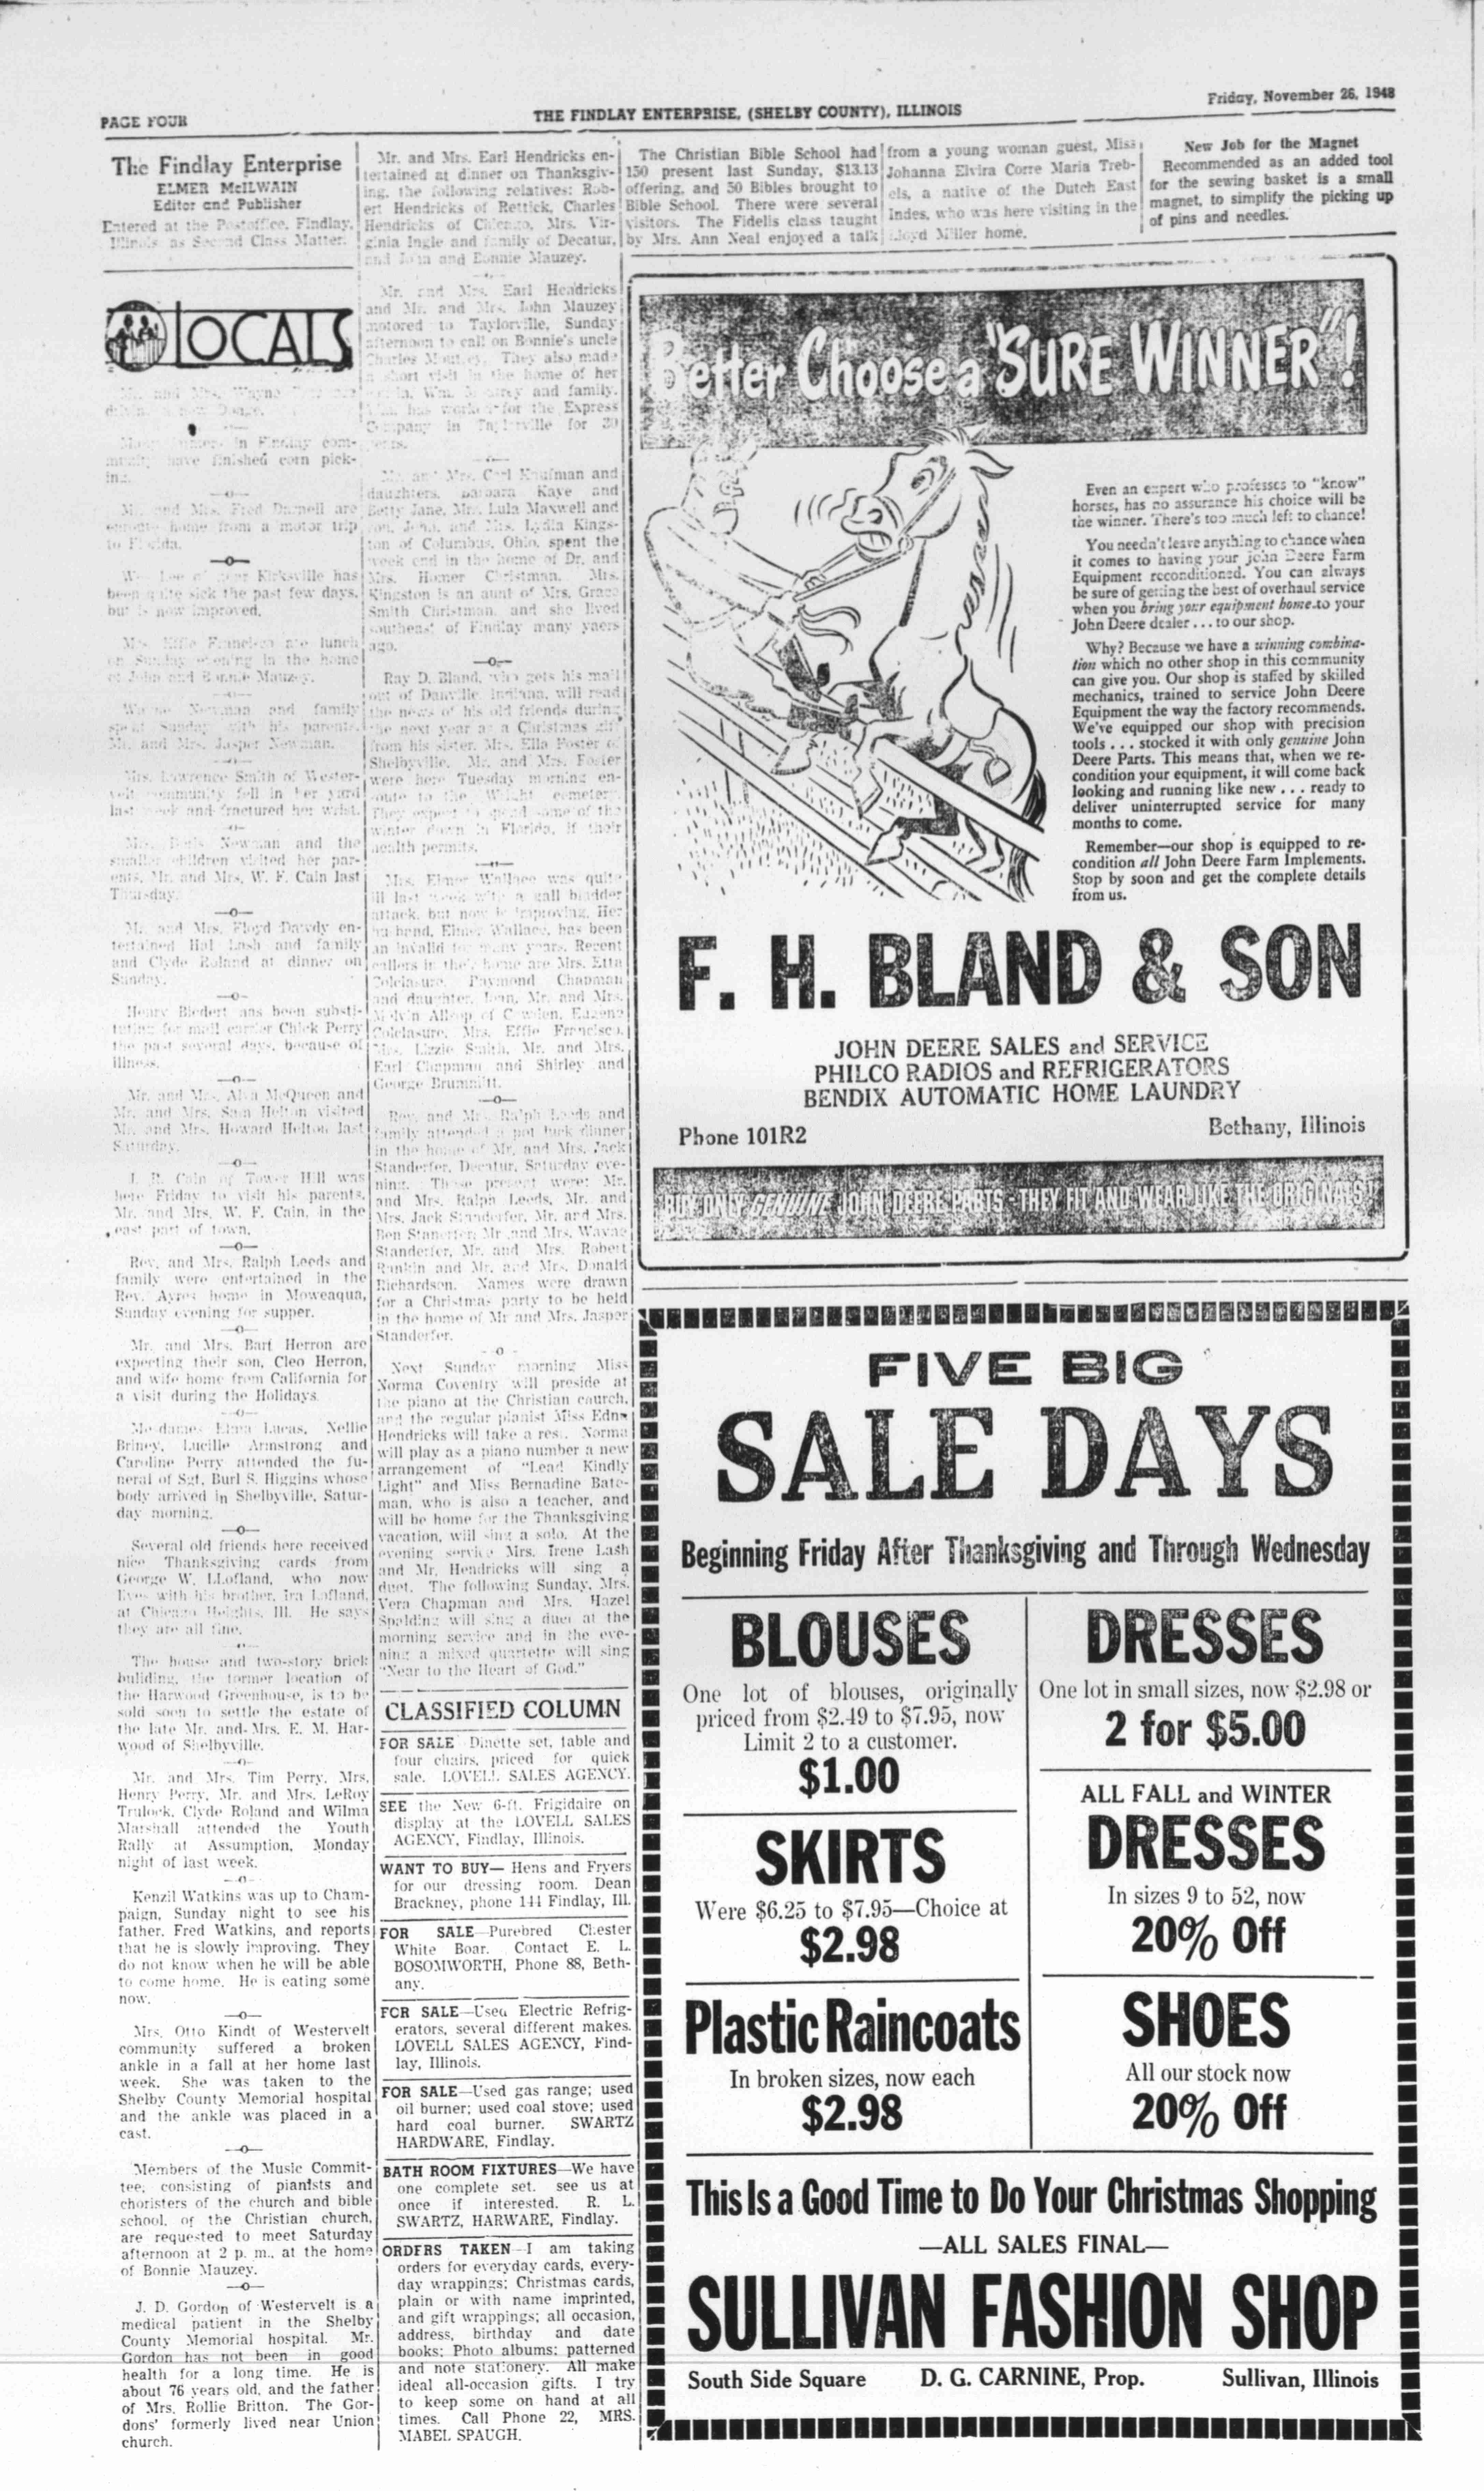 PAGE FOUR
THE FINDLAY ENTERPRISE, (SHELBY COUNTY), ILLINOIS
Friday, November 26, 1948
The Findlay Enterprise
ELMER McILWAIN
Editor and Publisher
Entered at the Postoffice, Findlay,
Illinois as Second Class Matter.
LOCALS
Mr. and Mrs. Wayne
in Findlay com-
munity have finished corn pick-
ing.
—o—
Mr. and Mrs. Fred Darnell are
enroute home from a motor trip
to Florida.
—o—
Kirksville has
been quite sick the past few days,
but is now improved.
Mrs. Effie Francisco ate lunch
on Sunday evening in the home
of John and Bonnie Mauzey.
Wayne Newman and family
spent Sunday with his parents,
Mr. and Mrs. Jasper Newman.
Mrs. Lawrence Smith of Wester-
velt community fell in her yard
last week and fractured her wrist.
Mrs. Doris Newman and the
smaller children visited her par-
ents, Mr. and Mrs. W. F. Cain last
Thursday.
—o—
Mr. and Mrs. Floyd Dawdy en-
tertained Hal Lash and family
and Clyde Roland at dinner on
Sunday.
—o—
Henry Biedert has been substi-
tuting for mail carrier Chick Perry
the past several days, because of
illness.
—o—
Mr. and Mrs. Alva McQueen and
Mr. and Mrs. Sam Helton visited
Mr. and Mrs. Howard Helton last
Saturday.
—o—
J. R. Cain of Tower Hill was
here Friday to visit his parents,
Mr. and Mrs. W. F. Cain, in the
east part of town.
—o—
Rev. and Mrs. Ralph Leeds and
family were entertained in the
Rev. Ayres home in Moweaqua,
Sunday evening for supper.
—o—
Mr. and Mrs. Bart Herron are
expecting their son, Cleo Herron,
and wife home from California for
a visit during the Holidays.
—o—
Mesdames Elma Lucas, Nellie
Briney, Lucille Armstrong and
Caroline Perry attended the fu-
neral of Sgt. Burl S. Higgins whose
body arrived in Shelbyville, Satur-
day morning.
—o—
Several old friends here received
nice Thanksgiving cards from
George W. LLofland, who now
lives with his brother, Ira Lofland,
at Chicago Heights, Ill. He says
they are all fine.
The house and two-story brick
building, the former location of
the Harwood Greenhouse, is to be
sold soon to settle the estate of
the late Mr. and Mrs. E. M. Har-
wood of Shelbyville.
—o—
Mr. and Mrs. Tim Perry, Mrs.
Henry Perry, Mr. and Mrs. LeRoy
Trulock, Clyde Roland and Wilma
Marshall attended the Youth
Rally at Assumption, Monday
night of last week.
—o—
Kenzil Watkins was up to Cham-
paign, Sunday night to see his
father, Fred Watkins, and reports
that he is slowly improving. They
do not know when he will be able
to come home. He is eating some
now.
—o—
Mrs. Otto Kindt of Westervelt
community suffered a broken
ankle in a fall at her home last
week. She was taken to the
Shelby County Memorial hospital
and the ankle was placed in a
cast.
—o—
Members of the Music Commit-
tee, consisting of pianists and
choristers of the church and bible
school, of the Christian church,
are requested to meet Saturday
afternoon at 2 p. m., at the home
of Bonnie Mauzey.
—o—
J. D. Gordon of Westervelt is a
medical patient in the Shelby
County Memorial hospital. Mr.
Gordon has not been in good
health for a long time. He is
about 76 years old, and the father
of Mrs. Rollie Britton. The Gor-
dons' formerly lived near Union
church.
Mr. and Mrs. Earl Hendricks en-
tertained at dinner on Thanksgiv-
ing, the following relatives: Rob-
ert Hendricks of Rettick, Charles
Hendricks of Chicago, Mrs. Vir-
ginia Ingle and family of Decatur,
and John and Bonnie Mauzey.
Mr. and Mrs. Earl Hendricks
and Mr. and Mrs. John Mauzey
motored to Taylorville, Sunday
afternoon to call on Bonnie's uncle
Charles They also made
a short visit in the home of her
Wm. and family.
has worked for the Express
Company in Taylorville for 30
years.
Mr. and Mrs. Carl Kaufman and
daughters, Barbara Kaye and
Betty Jane, Mrs. Lula Maxwell and
son, John, and Mrs. Lydia Kings-
ton of Columbus, Ohio, spent the
week end in the home of Dr. and
Mrs. Homer Christman. Mrs.
Kingston is an aunt of Mrs. Grace
Smith Christman, and she lived
southeast of Findlay many yaers
ago.
—o—
Ray D. Bland, who gets his mail
out of Danville, Indiana, will read
the news of his old friends during
the next year as a Christmas gift
from his sister, Mrs. Ella Foster of
Shelbyville. Mr. and Mrs. Foster
were here Tuesday morning en-
route to the Wright cemetery.
They expect to spend some of the
winter down in Florida, if their
health permits.
Mrs. Elmer Wallace was quite
ill last week with a gall bladder
attack, but now is improving. Her
husband, Elmer Wallace, has been
an invalid for many years. Recent
callers in their home are Mrs. Etta
Colclasure, Raymond Chapman
and daughter, Jean, Mr. and Mrs.
Melvin Allsop of Cowden, Eugene
Colclasure, Mrs. Effie Francisco,
Mrs. Lizzie Smith, Mr. and Mrs.
Earl Chapman and Shirley and
George Brummitt.
—o—
Rev. and Mrs. Ralph Leeds and
family attended a pot luck dinner
in the home of Mr. and Mrs. Jack
Standerfer, Decatur, Saturday eve-
ning. Those present were: Mr.
and Mrs. Ralph Leeds, Mr. and
Mrs. Jack Standerfer, Mr. and Mrs.
Ben Standerfer, Mr and Mrs. Wayne
Standerfer, Mr. and Mrs. Robert
Rankin and Mr. and Mrs. Donald
Richardson. Names were drawn
for a Christmas party to be held
in the home of Mr and Mrs. Jasper
Standerfer.
—o—
Next Sunday morning Miss
Norma Coventry will preside at
the piano at the Christian church,
and the regular pianist Miss Edna
Hendricks will take a rest. Norma
will play as a piano number a new
arrangement of "Lead Kindly
Light" and Miss Bernadine Bate-
man, who is also a teacher, and
will be home for the Thanksgiving
vacation, will sing a solo. At the
evening service Mrs. Irene Lash
and Mr. Hendricks will sing a
duet. The following Sunday, Mrs.
Vera Chapman and Mrs. Hazel
Spalding will sing a duet at the
morning service and in the eve-
ning a mixed quartette will sing
"Near to the Heart of God."
CLASSIFIED COLUMN
FOR SALE Dinette set, table and
four chairs, priced for quick
sale. LOVELL SALES AGENCY.
SEE the New 6-ft. Frigidaire on
display at the LOVELL SALES
AGENCY, Findlay, Illinois.
WANT TO BUY— Hens and Fryers
for our dressing room. Dean
Brackney, phone 144 Findlay, Ill.
FOR SALE—Purebred Chester
White Boar. Contact E. L.
BOSOMWORTH, Phone 88, Beth-
any.
FOR SALE—Used Electric Refrig-
erators, several different makes.
LOVELL SALES AGENCY, Find-
lay, Illinois.
FOR SALE—Used gas range; used
oil burner; used coal stove; used
hard coal burner. SWARTZ
HARDWARE, Findlay.
BATH ROOM FIXTURES—We have
one complete set. see us at
once if interested. R. L.
SWARTZ, HARWARE, Findlay.
ORDERS TAKEN—I am taking
orders for everyday cards, every-
day wrappings; Christmas cards,
plain or with name imprinted,
and gift wrappings; all occasion,
address, birthday and date
books; Photo albums; patterned
and note stationery. All make
ideal all-occasion gifts. I try
to keep some on hand at all
times. Call Phone 22, MRS.
MABEL SPAUGH.
The Christian Bible School had
150 present last Sunday, $13.13
offering, and 50 Bibles brought to
Bible School. There were several
visitors. The Fidelis class taught
by Mrs. Ann Neal enjoyed a talk
from a young woman guest, Miss
Johanna Elvira Corre Maria Treb-
els, a native of the Dutch East
Indes, who was here visiting in the
Lloyd Miller home.
New Job for the Magnet
Recommended as an added tool
for the sewing basket is a small
magnet, to simplify the picking up
of pins and needles.
Better Choose a "SURE WINNER"!
Even an expert who professes to "know"
horses, has no assurance his choice will be
the winner. There's too much left to chance!
You needn't leave anything to chance when
it comes to having your John Deere Farm
Equipment reconditioned. You can always
be sure of getting the best of overhaul service
when you bring your equipment home to your
John Deere dealer . . . to our shop.
Why? Because we have a winning combina-
tion which no other shop in this community
can give you. Our shop is staffed by skilled
mechanics, trained to service John Deere
Equipment the way the factory recommends.
We've equipped our shop with precision
tools . . . stocked it with only genuine John
Deere Parts. This means that, when we re-
condition your equipment, it will come back
looking and running like new . . . ready to
deliver uninterrupted service for many
months to come.
Remember—our shop is equipped to re-
condition all John Deere Farm Implements.
Stop by soon and get the complete details
from us.
F. H. BLAND & SON
JOHN DEERE SALES and SERVICE
PHILCO RADIOS and REFRIGERATORS
BENDIX AUTOMATIC HOME LAUNDRY
Phone 101R2
Bethany, Illinois
BUY ONLY GENUINE JOHN DEERE PARTS - THEY FIT AND WEAR LIKE THE ORIGINALS!
FIVE BIG
SALE DAYS
Beginning Friday After Thanksgiving and Through Wednesday
BLOUSES
One lot of blouses, originally
priced from $2.49 to $7.95, now
Limit 2 to a customer.
$1.00
SKIRTS
Were $6.25 to $7.95—Choice at
$2.98
Plastic Raincoats
In broken sizes, now each
$2.98
DRESSES
One lot in small sizes, now $2.98 or
2 for $5.00
ALL FALL and WINTER
DRESSES
In sizes 9 to 52, now
20% Off
SHOES
All our stock now
20% Off
This Is a Good Time to Do Your Christmas Shopping
—ALL SALES FINAL—
SULLIVAN FASHION SHOP
South Side Square D. G. CARNINE, Prop. Sullivan, Illinois